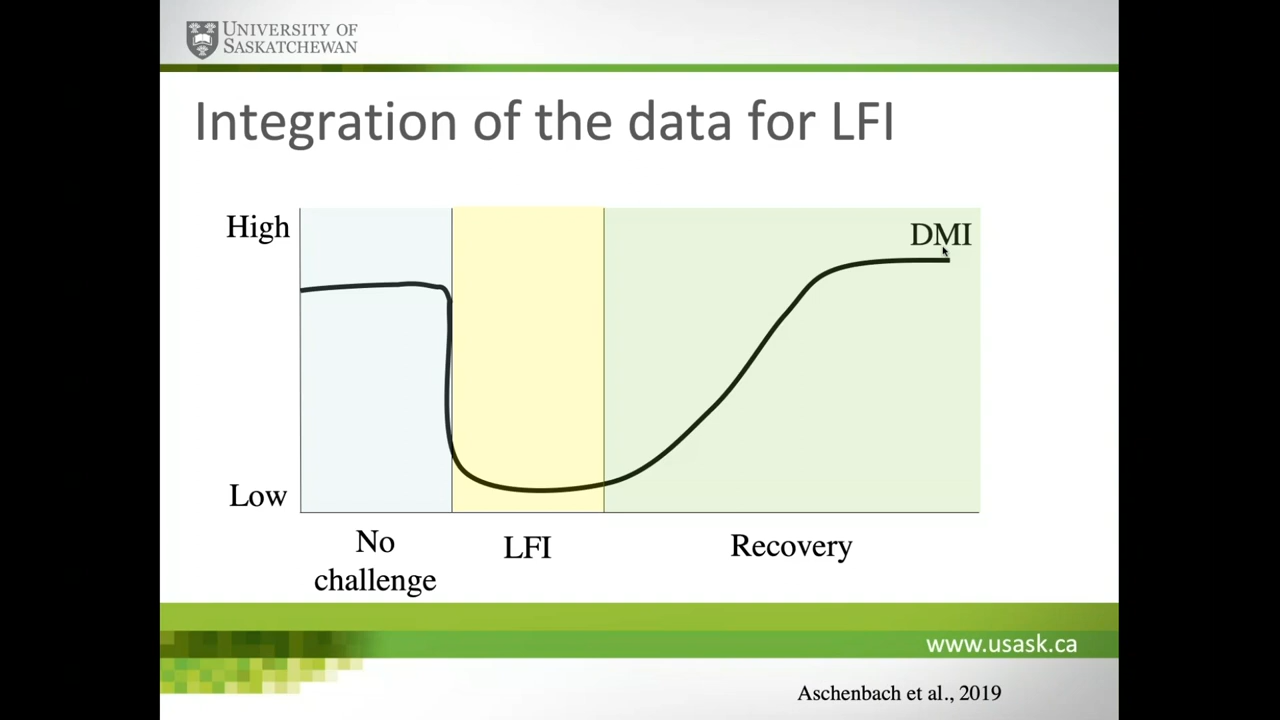 UNIVERSITY OF
SASKATCHEWAN
Integration of the data for LFI
High
DMI
Low
No
challenge
LFI
Recovery
www.usask.ca
Aschenbach et al., 2019